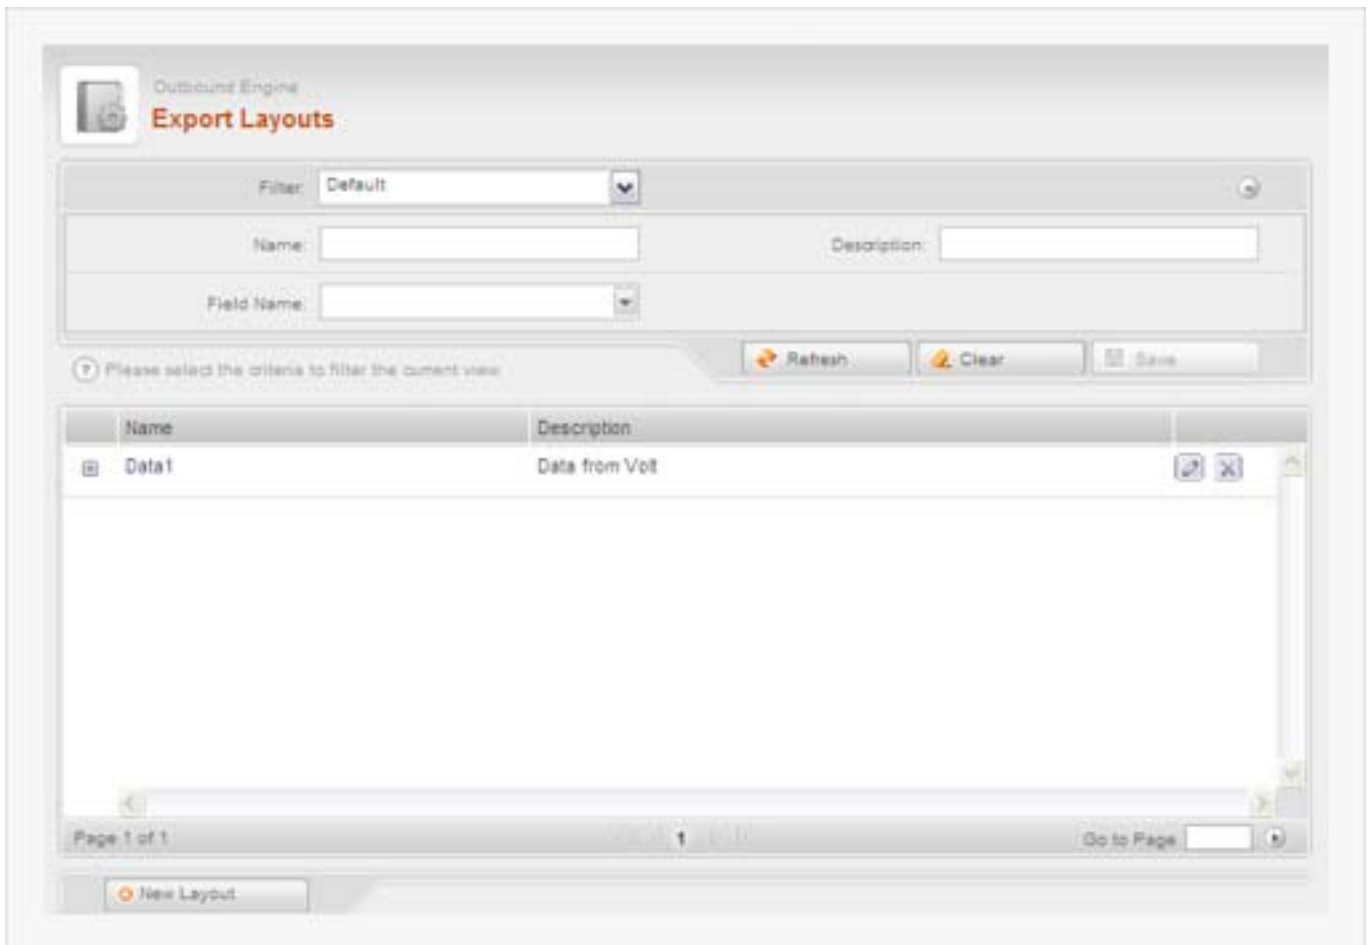 Outbound Engine
Export Layouts
Filter: Default
Name:
Description:
Field Name:
Please select the criteria to filter the current view
Refresh
Clear
Save
Name Description
Data1 Data from Volt
Page 1 of 1
1
Go to Page
New Layout